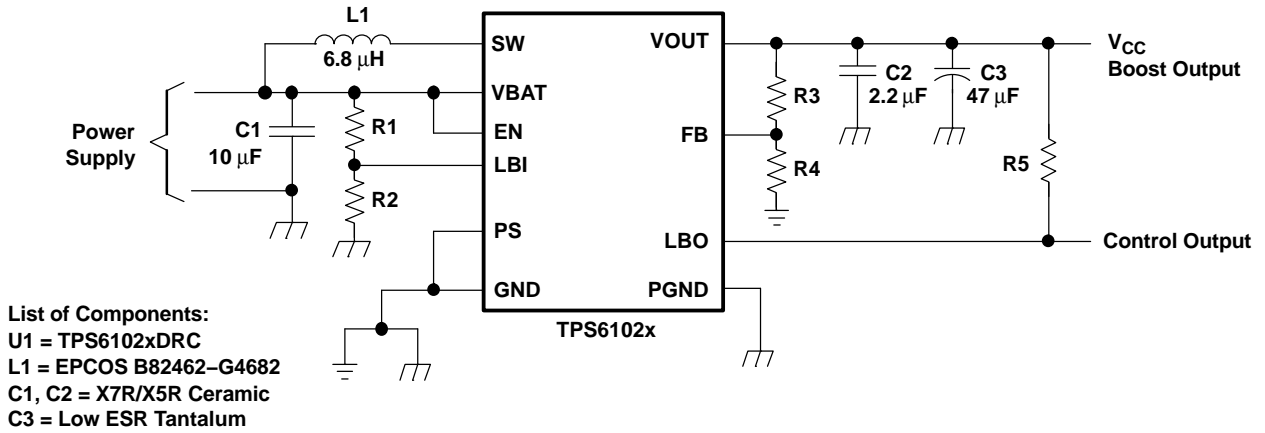 L1
6.8 μH
SW
VOUT
VCC
Boost Output
VBAT
C2
2.2 μF
C3
47 μF
R3
Power
Supply
C1
10 μF
R1
EN
FB
LBI
R4
R5
R2
PS
LBO
Control Output
GND
PGND
TPS6102x
List of Components:
U1 = TPS6102xDRC
L1 = EPCOS B82462–G4682
C1, C2 = X7R/X5R Ceramic
C3 = Low ESR Tantalum